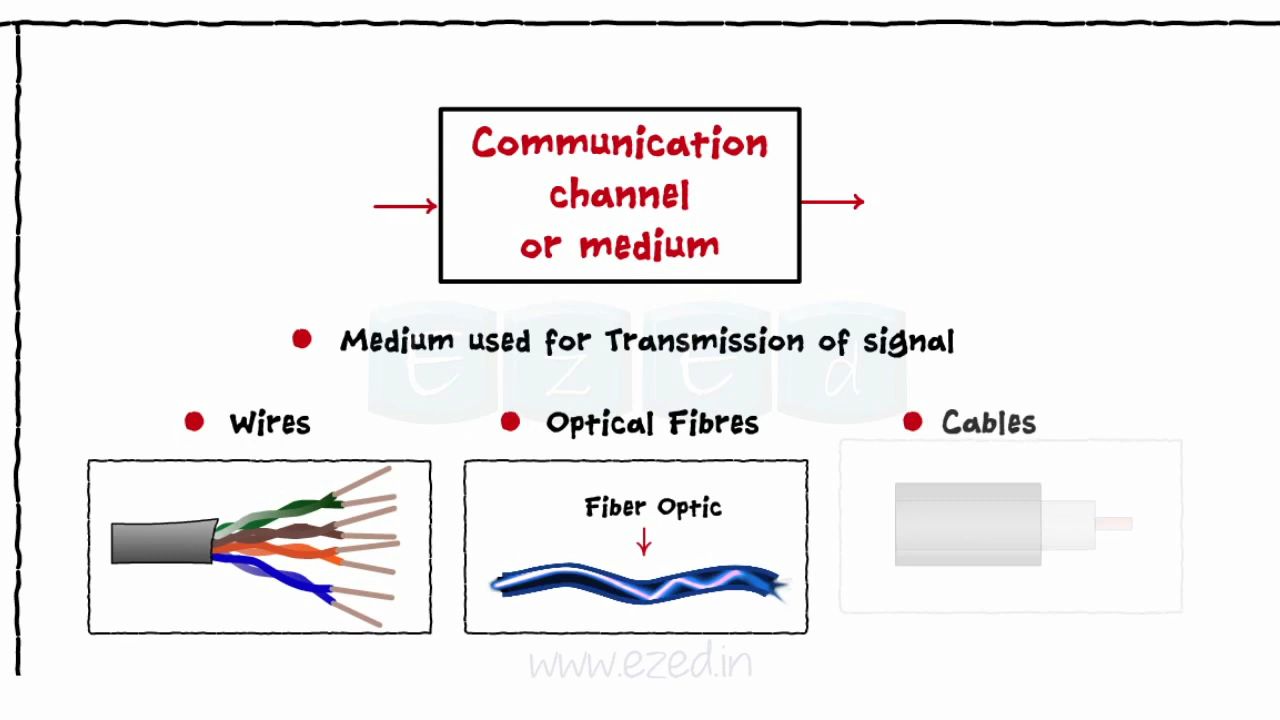 Communication
channel
or medium
Medium used for Transmission of signal
Wires
Optical Fibres
Cables
Fiber Optic
E z E d
www.ezed.in